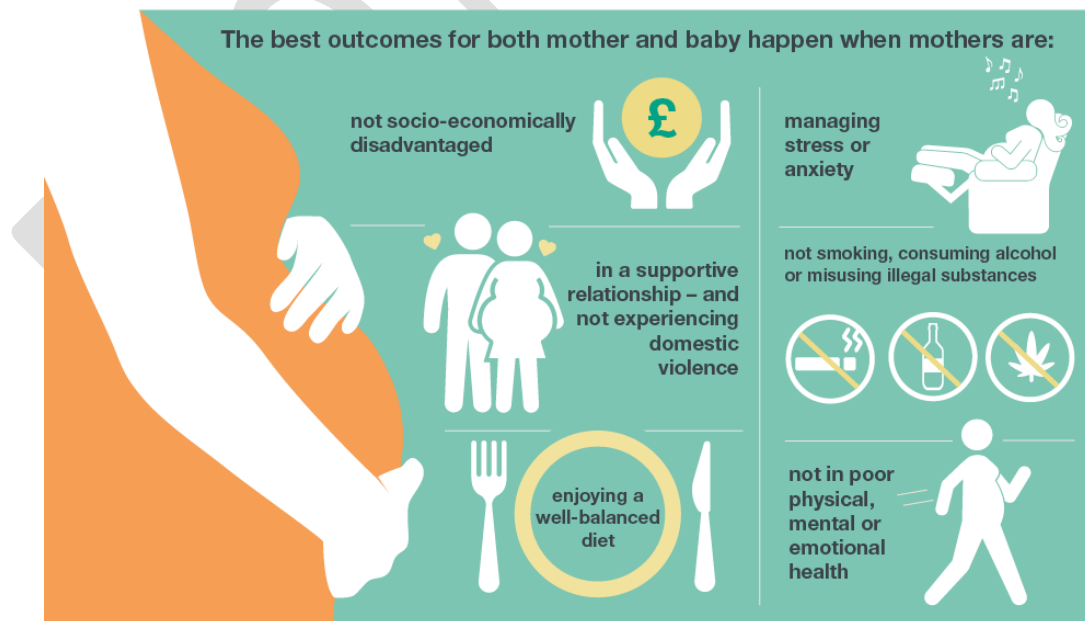 The best outcomes for both mother and baby happen when mothers are:
not socio-economically
disadvantaged
£
in a supportive
relationship – and
not experiencing
domestic
violence
enjoying a
well-balanced
diet
managing
stress or
anxiety
not smoking, consuming alcohol
or misusing illegal substances
not in poor
physical,
mental or
emotional
health